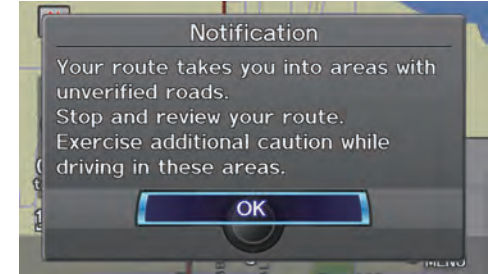 Notification
Your route takes you into areas with
unverified roads.
Stop and review your route.
Exercise additional caution while
driving in these areas.
OK
MENU